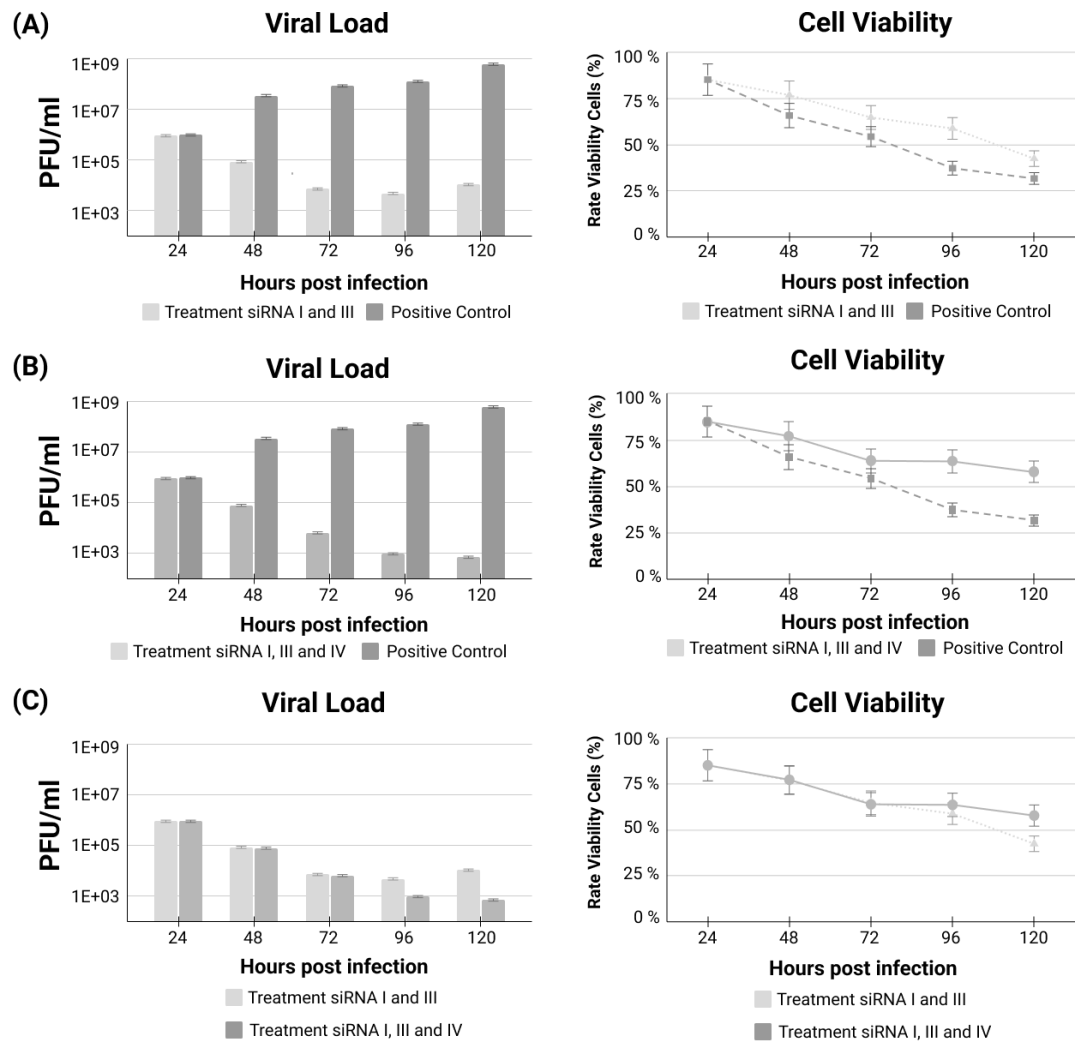 (A)
Viral Load
PFU/ml
1E+09
1E+07
1E+05
1E+03
24 48 72 96 120
Hours post infection
Treatment siRNA I and III Positive Control
Cell Viability
Rate Viability Cells (%)
100 %
75 %
50 %
25 %
0 %
24 48 72 96 120
Hours post infection
Treatment siRNA I and III Positive Control
(B)
Viral Load
PFU/ml
1E+09
1E+07
1E+05
1E+03
24 48 72 96 120
Hours post infection
Treatment siRNA I, III and IV Positive Control
Cell Viability
Rate Viability Cells (%)
100 %
75 %
50 %
25 %
0 %
24 48 72 96 120
Hours post infection
Treatment siRNA I, III and IV Positive Control
(C)
Viral Load
PFU/ml
1E+09
1E+07
1E+05
1E+03
24 48 72 96 120
Hours post infection
Treatment siRNA I and III
Treatment siRNA I, III and IV
Cell Viability
Rate Viability Cells (%)
100 %
75 %
50 %
25 %
0 %
24 48 72 96 120
Hours post infection
Treatment siRNA I and III
Treatment siRNA I, III and IV